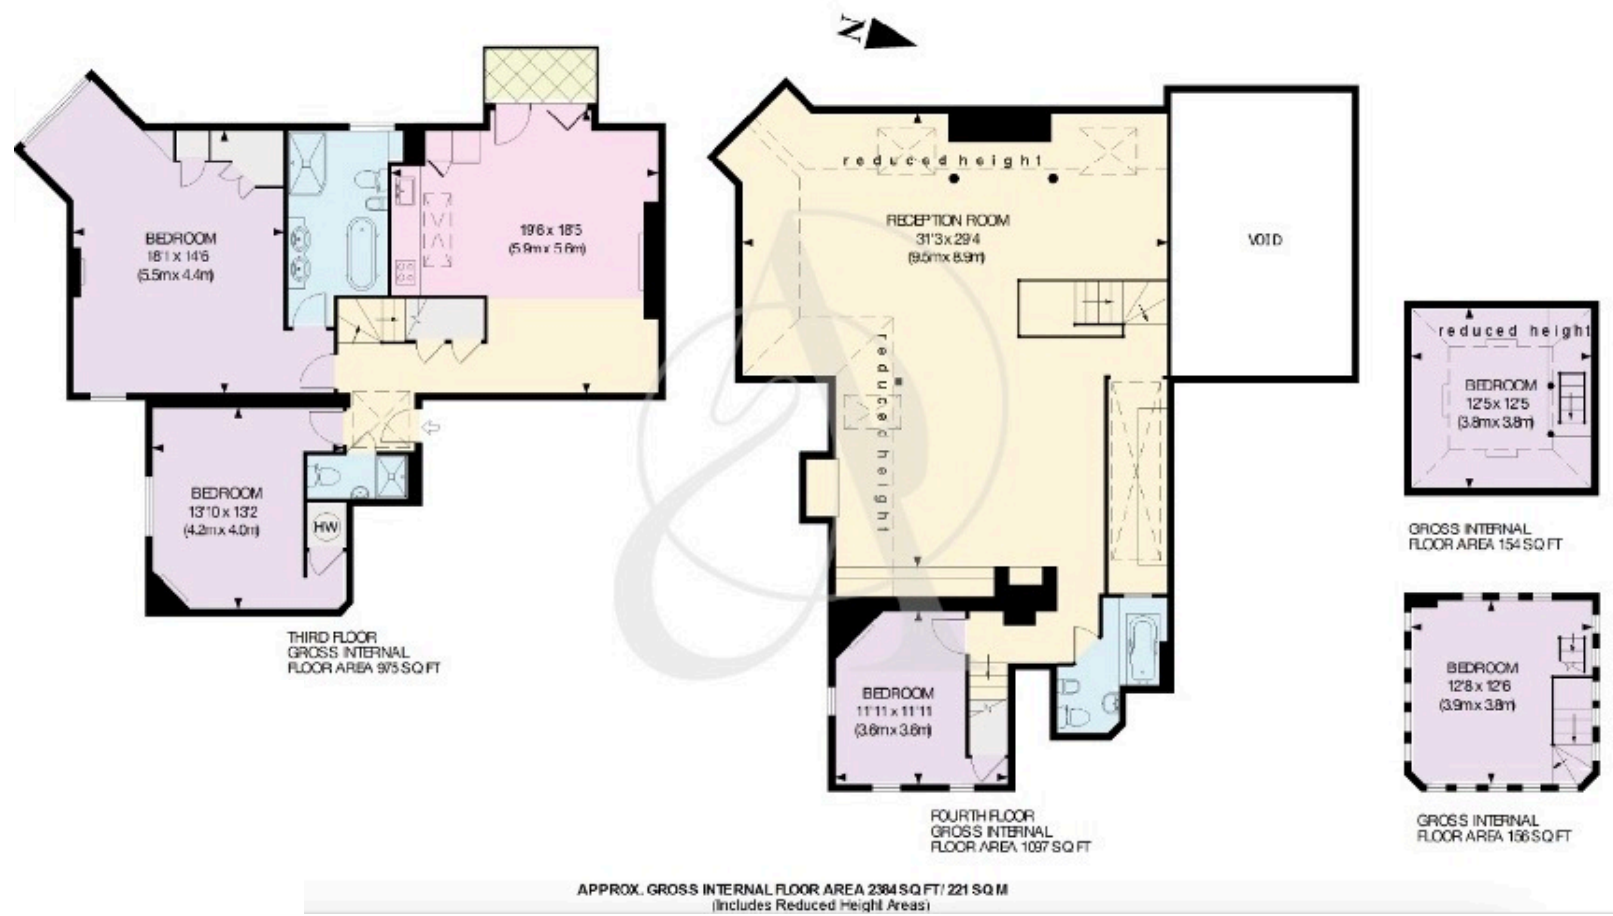 N
BEDROOM
18'1 x 14'6
(5.5m x 4.4m)
19'6 x 18'5
(5.9m x 5.6m)
BEDROOM
13'10 x 13'2
(4.2m x 4.0m)
HW
THIRD FLOOR
GROSS INTERNAL
FLOOR AREA 975 SQ FT
reduced height
RECEPTION ROOM
31'3 x 29'4
(9.5m x 8.9m)
reduced height
VOID
BEDROOM
11'11 x 11'11
(3.6m x 3.6m)
FOURTH FLOOR
GROSS INTERNAL
FLOOR AREA 1097 SQ FT
reduced height
BEDROOM
12'5 x 12'5
(3.8m x 3.8m)
GROSS INTERNAL
FLOOR AREA 154 SQ FT
BEDROOM
12'8 x 12'6
(3.9m x 3.8m)
GROSS INTERNAL
FLOOR AREA 156 SQ FT
APPROX. GROSS INTERNAL FLOOR AREA 2384 SQ FT/ 221 SQ M
(Includes Reduced Height Areas)